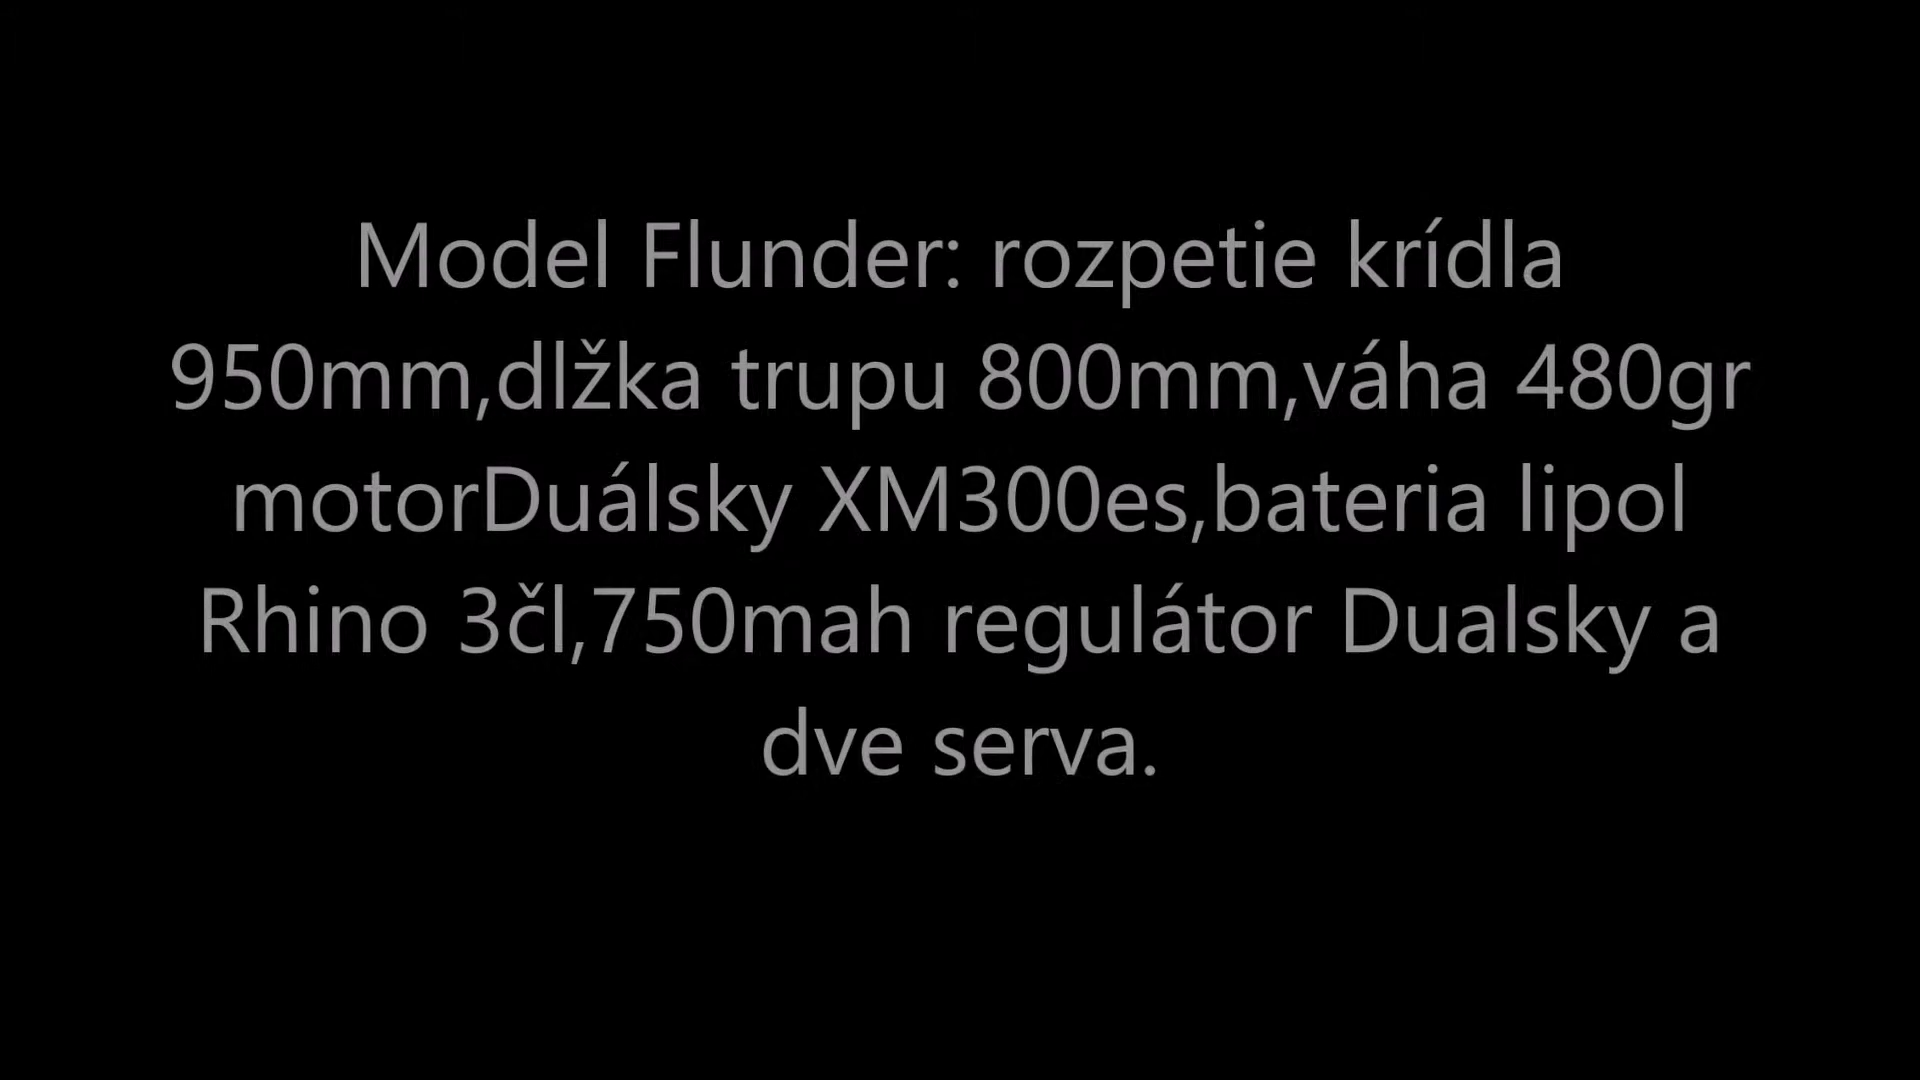 Model Flunder: rozpetie krídla
950mm,dlžka trupu 800mm,váha 480gr
motorDuálsky XM300es,bateria lipol
Rhino 3čl,750mah regulátor Dualsky a
dve serva.